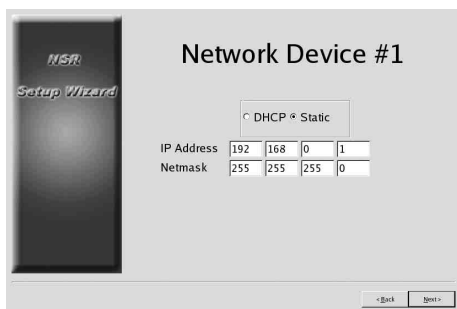 NSR
Setup Wizard
Network Device #1
DHCP Static
IP Address 192 168 0 1
Netmask 255 255 255 0
< Back Next >